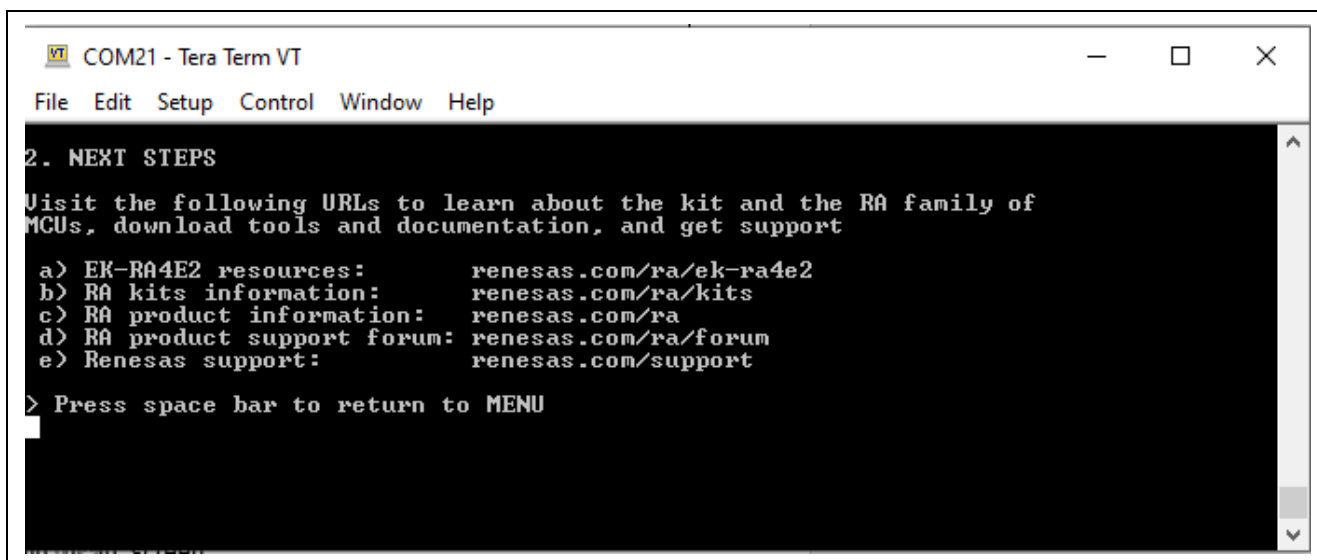 COM21 - Tera Term VT
File Edit Setup Control Window Help
2. NEXT STEPS
Visit the following URLs to learn about the kit and the RA family of
MCUs, download tools and documentation, and get support
a) EK-RA4E2 resources: renesas.com/ra/ek-ra4e2
b) RA kits information: renesas.com/ra/kits
c) RA product information: renesas.com/ra
d) RA product support forum: renesas.com/ra/forum
e) Renesas support: renesas.com/support
> Press space bar to return to MENU